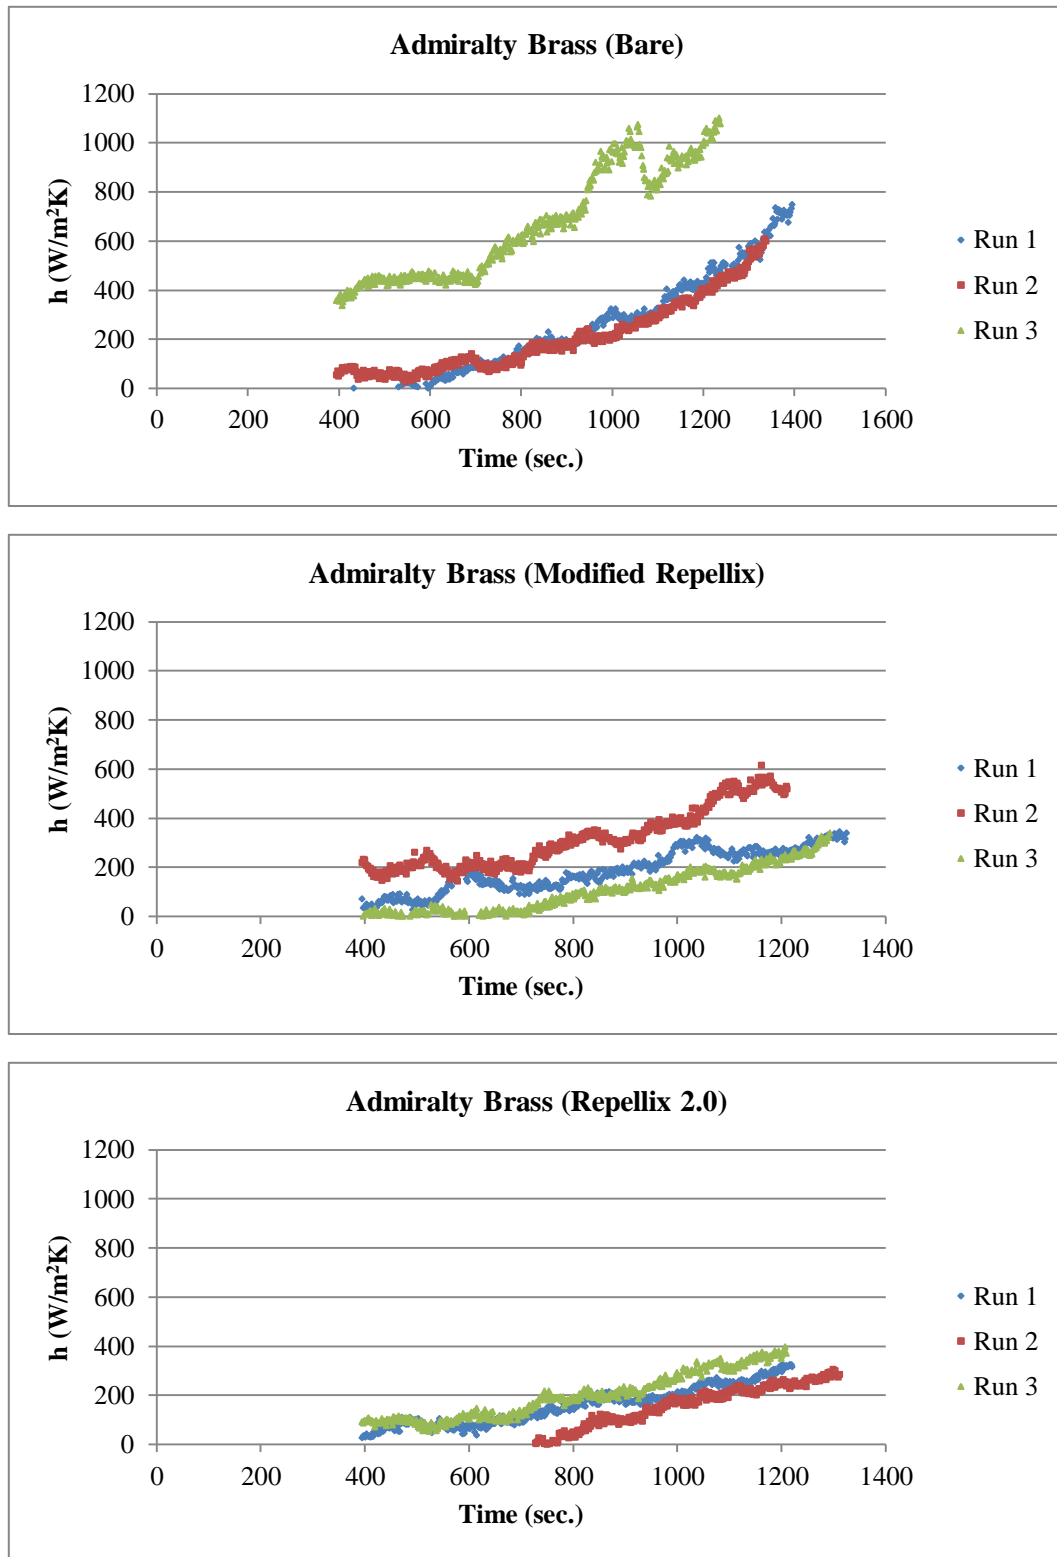 Admiralty Brass (Bare)
1200
1000
800
600
400
200
0
h (W/m²K)
0 200 400 600 800 1000 1200 1400 1600
Time (sec.)
Run 1
Run 2
Run 3
Admiralty Brass (Modified Repellix)
1200
1000
800
600
400
200
0
h (W/m²K)
0 200 400 600 800 1000 1200 1400
Time (sec.)
Run 1
Run 2
Run 3
Admiralty Brass (Repellix 2.0)
1200
1000
800
600
400
200
0
h (W/m²K)
0 200 400 600 800 1000 1200 1400
Time (sec.)
Run 1
Run 2
Run 3